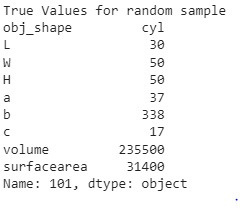 True Values for random sample
obj_shape cyl
L 30
W 50
H 50
a 37
b 338
c 17
volume 235500
surfacearea 31400
Name: 101, dtype: object